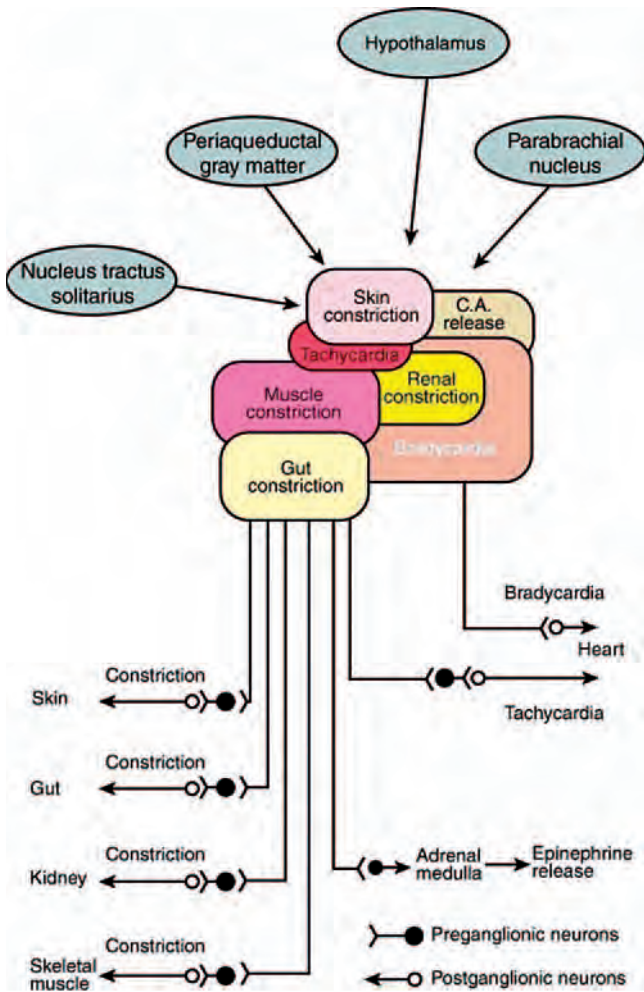 Hypothalamus
Periaqueductal
gray matter
Parabrachial
nucleus
Nucleus tractus
solitarius
Skin
constriction
C.A.
release
Tachycardia
Renal
constriction
Muscle
constriction
Bradycardia
Gut
constriction
Bradycardia
Heart
Tachycardia
Constriction
Skin
Constriction
Gut
Constriction
Kidney
Constriction
Skeletal
muscle
Adrenal
medulla
Epinephrine
release
Preganglionic neurons
Postganglionic neurons